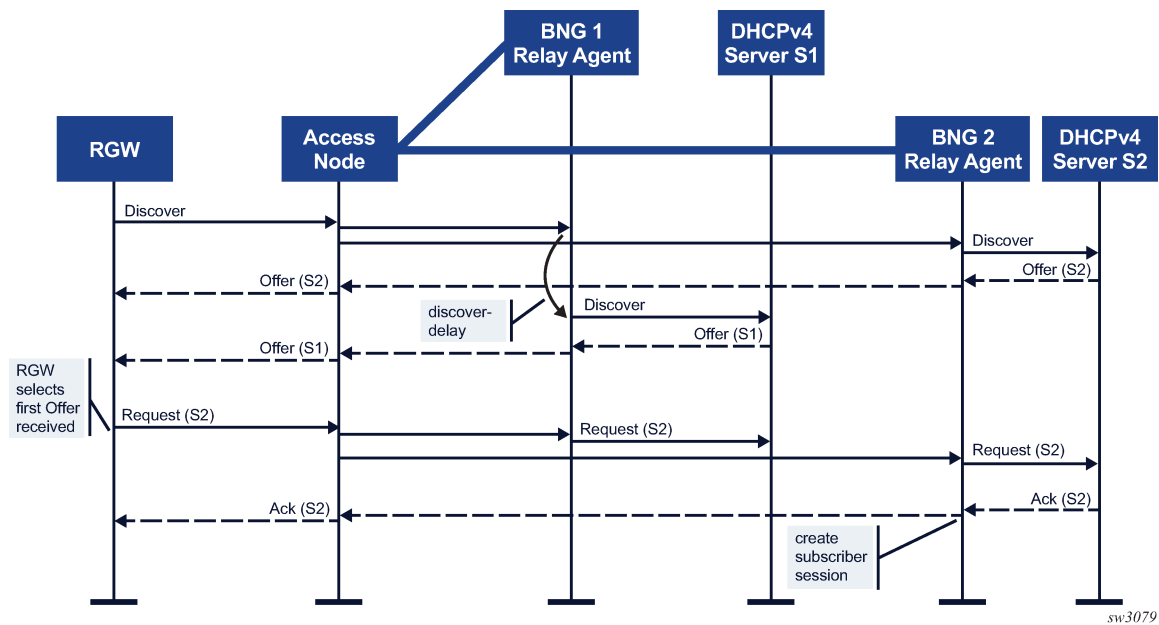 BNG 1
Relay Agent
DHCPv4
Server S1
RGW
Access
Node
BNG 2
Relay Agent
DHCPv4
Server S2
Discover
Discover
Offer (S2)
Offer (S2)
discover-
delay
Discover
Offer (S1)
Offer (S1)
RGW
selects
first Offer
received
Request (S2)
Request (S2)
Request (S2)
Ack (S2)
Ack (S2)
create
subscriber
session
sw3079